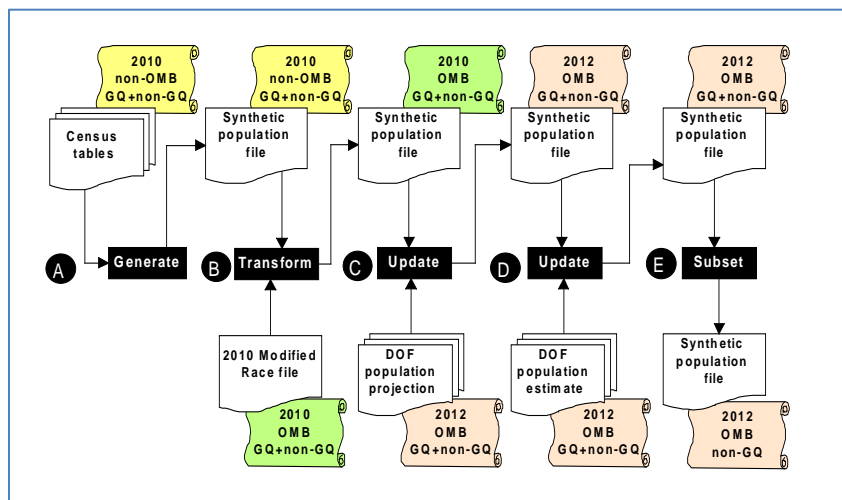 2010
non-OMB
GQ+non-GQ
2010
non-OMB
GQ+non-GQ
2010
OMB
GQ+non-GQ
2012
OMB
GQ+non-GQ
2012
OMB
GQ+non-GQ
Census
tables
Synthetic
population
file
Synthetic
population
file
Synthetic
population
file
Synthetic
population
file
A
Generate
B
Transform
C
Update
D
Update
E
Subset
2010 Modified
Race file
DOF
population
projection
DOF
population
estimate
Synthetic
population
file
2010
OMB
GQ+non-GQ
2012
OMB
GQ+non-GQ
2012
OMB
GQ+non-GQ
2012
OMB
non-GQ